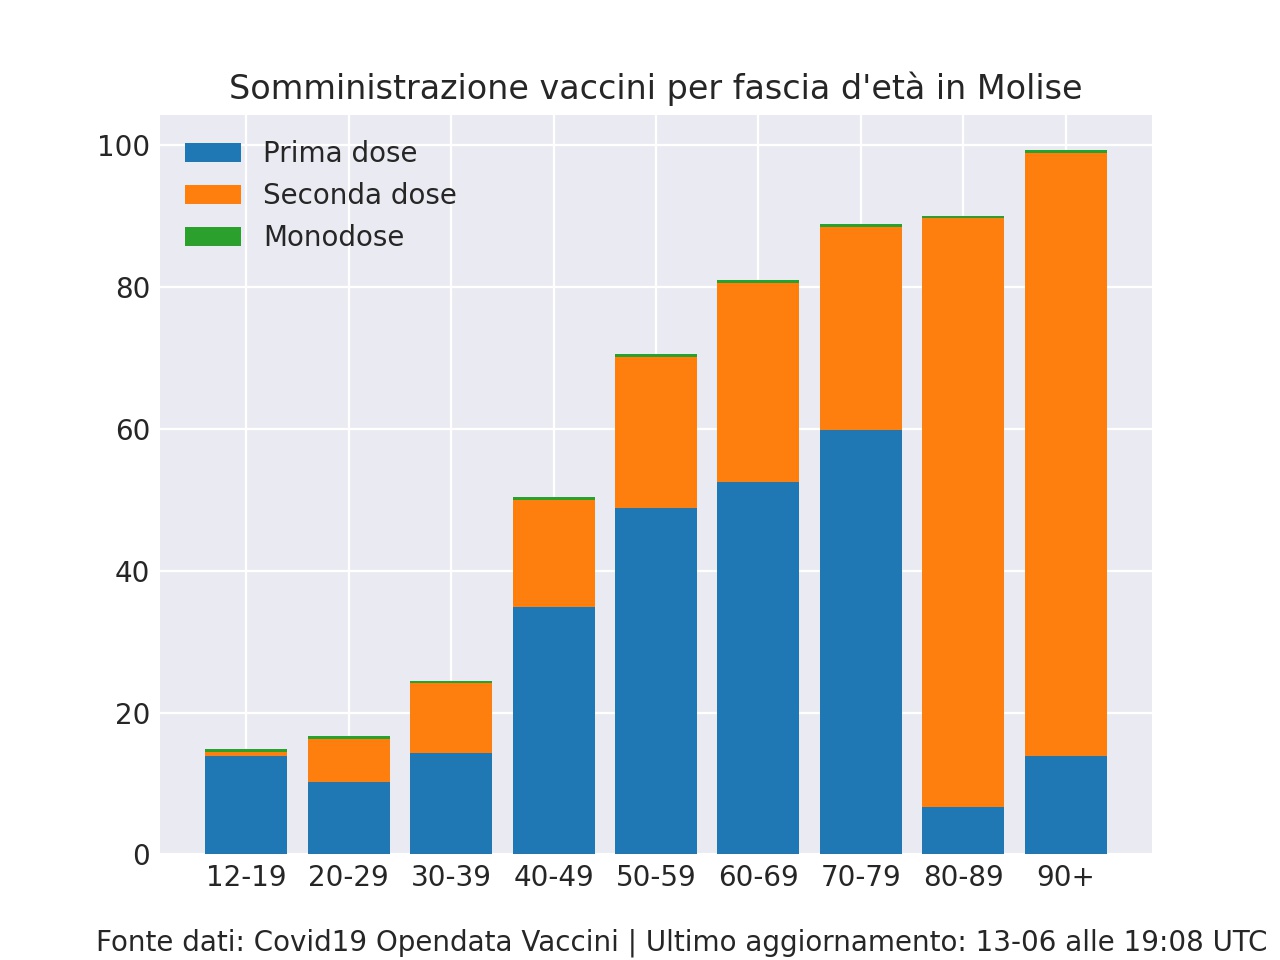 Somministrazione vaccini per fascia d'età in Molise
Prima dose
Seconda dose
Monodose
100
80
60
40
20
0
12-19 20-29 30-39 40-49 50-59 60-69 70-79 80-89 90+
Fonte dati: Covid19 Opendata Vaccini | Ultimo aggiornamento: 13-06 alle 19:08 UTC